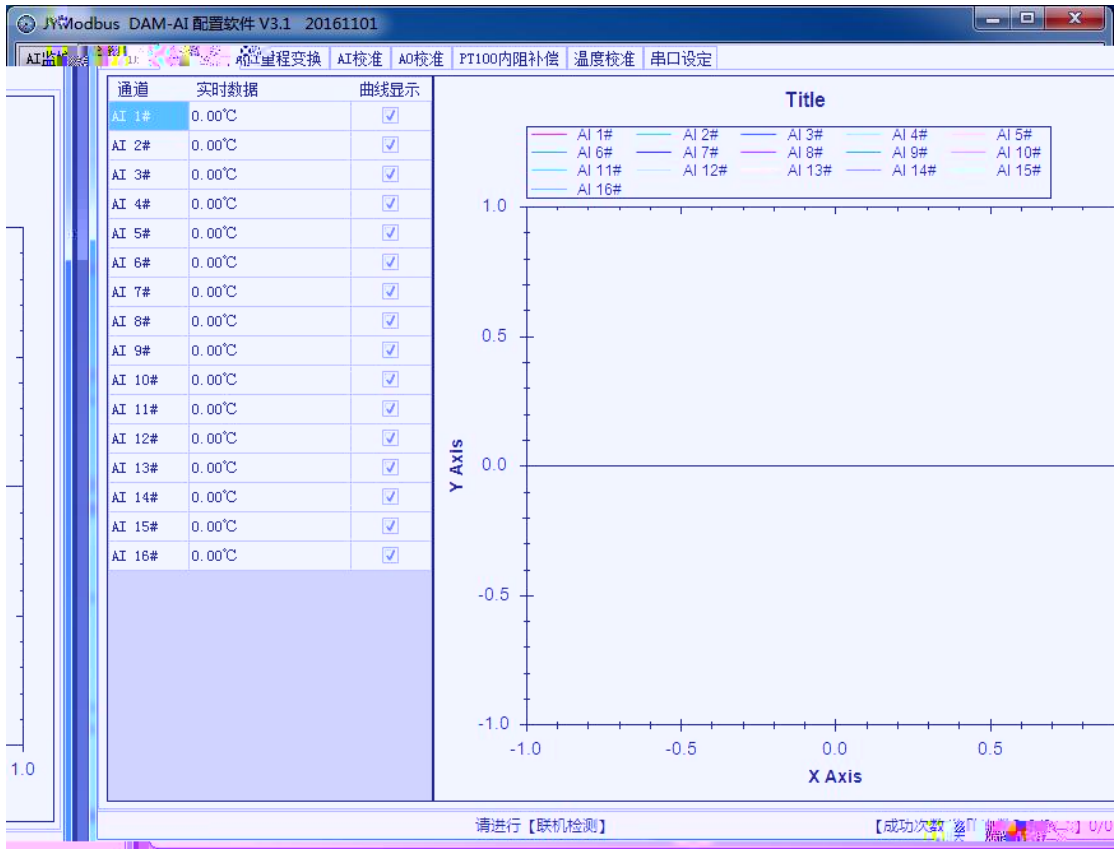 JYModbus DAM-AI 配置软件 V3.1 20161101
AI监 量程变换 AI校准 AO校准 PT100内阻补偿 温度校准 串口设定
通道 实时数据 曲线显示
AI 1# 0.00℃
AI 2# 0.00℃
AI 3# 0.00℃
AI 4# 0.00℃
AI 5# 0.00℃
AI 6# 0.00℃
AI 7# 0.00℃
AI 8# 0.00℃
AI 9# 0.00℃
AI 10# 0.00℃
AI 11# 0.00℃
AI 12# 0.00℃
AI 13# 0.00℃
AI 14# 0.00℃
AI 15# 0.00℃
AI 16# 0.00℃
Title
AI 1# AI 2# AI 3# AI 4# AI 5#
AI 6# AI 7# AI 8# AI 9# AI 10#
AI 11# AI 12# AI 13# AI 14# AI 15#
AI 16#
1.0
0.5
0.0
-0.5
-1.0
Y Axis
-1.0 -0.5 0.0 0.5
X Axis
1.0
请进行【联机检测】 【成功次数 】0/0